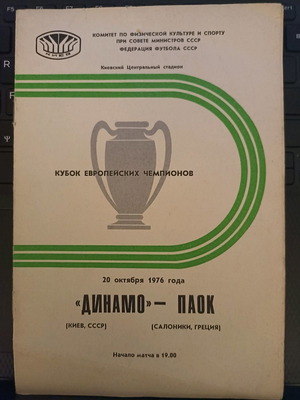 КИЕВ
КОМИТЕТ ПО ФИЗИЧЕСКОЙ КУЛЬТУРЕ И СПОРТУ
ПРИ СОВЕТЕ МИНИСТРОВ СССР
ФЕДЕРАЦИЯ ФУТБОЛА СССР
Киевский Центральный стадион
КУБОК ЕВРОПЕЙСКИХ ЧЕМПИОНОВ
20 октября 1976 года
«ДИНАМО» — ПАОК
(КИЕВ, СССР) (САЛОНИКИ, ГРЕЦИЯ)
Начало матча в 19.00